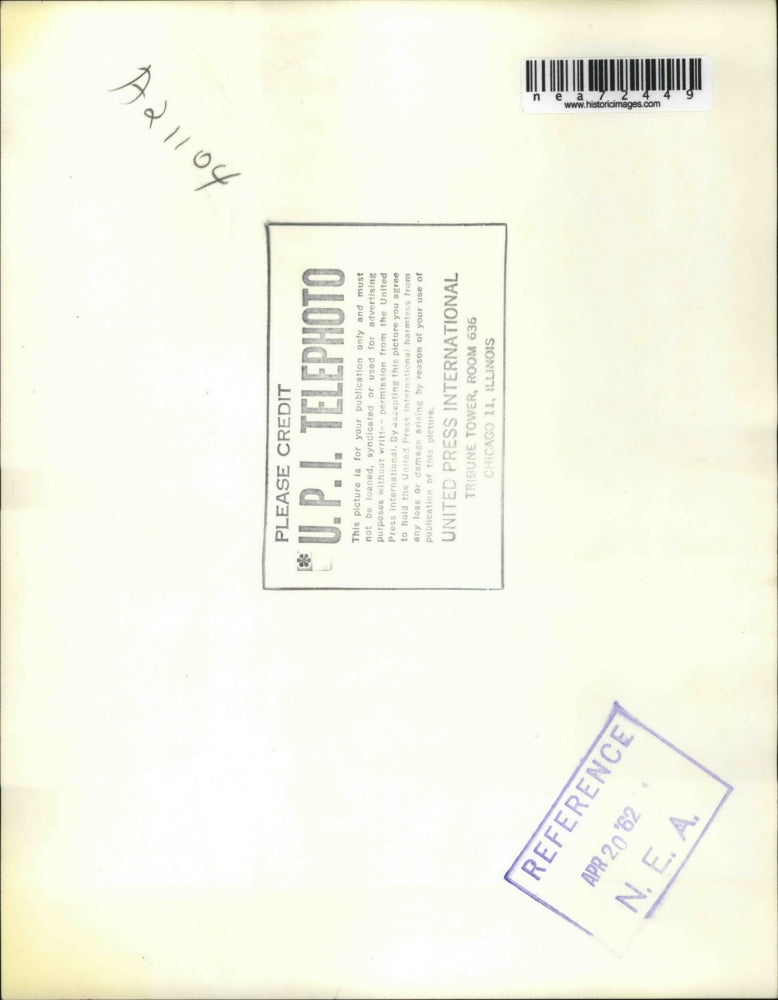 A21104
nea72449
www.historicimages.com
PLEASE CREDIT
U.P.I. TELEPHOTO
This picture is for your publication only and must
not be loaned, syndicated or used for advertising
purposes without written permission from the United
Press International. By accepting this picture you agree
to hold the United Press International harmless from
any loss or damage arising by reason of your use of
publication of this picture.
UNITED PRESS INTERNATIONAL
TRIBUNE TOWER, ROOM 636
CHICAGO 11, ILLINOIS
REFERENCE
APR 20 '62
N. E. A.